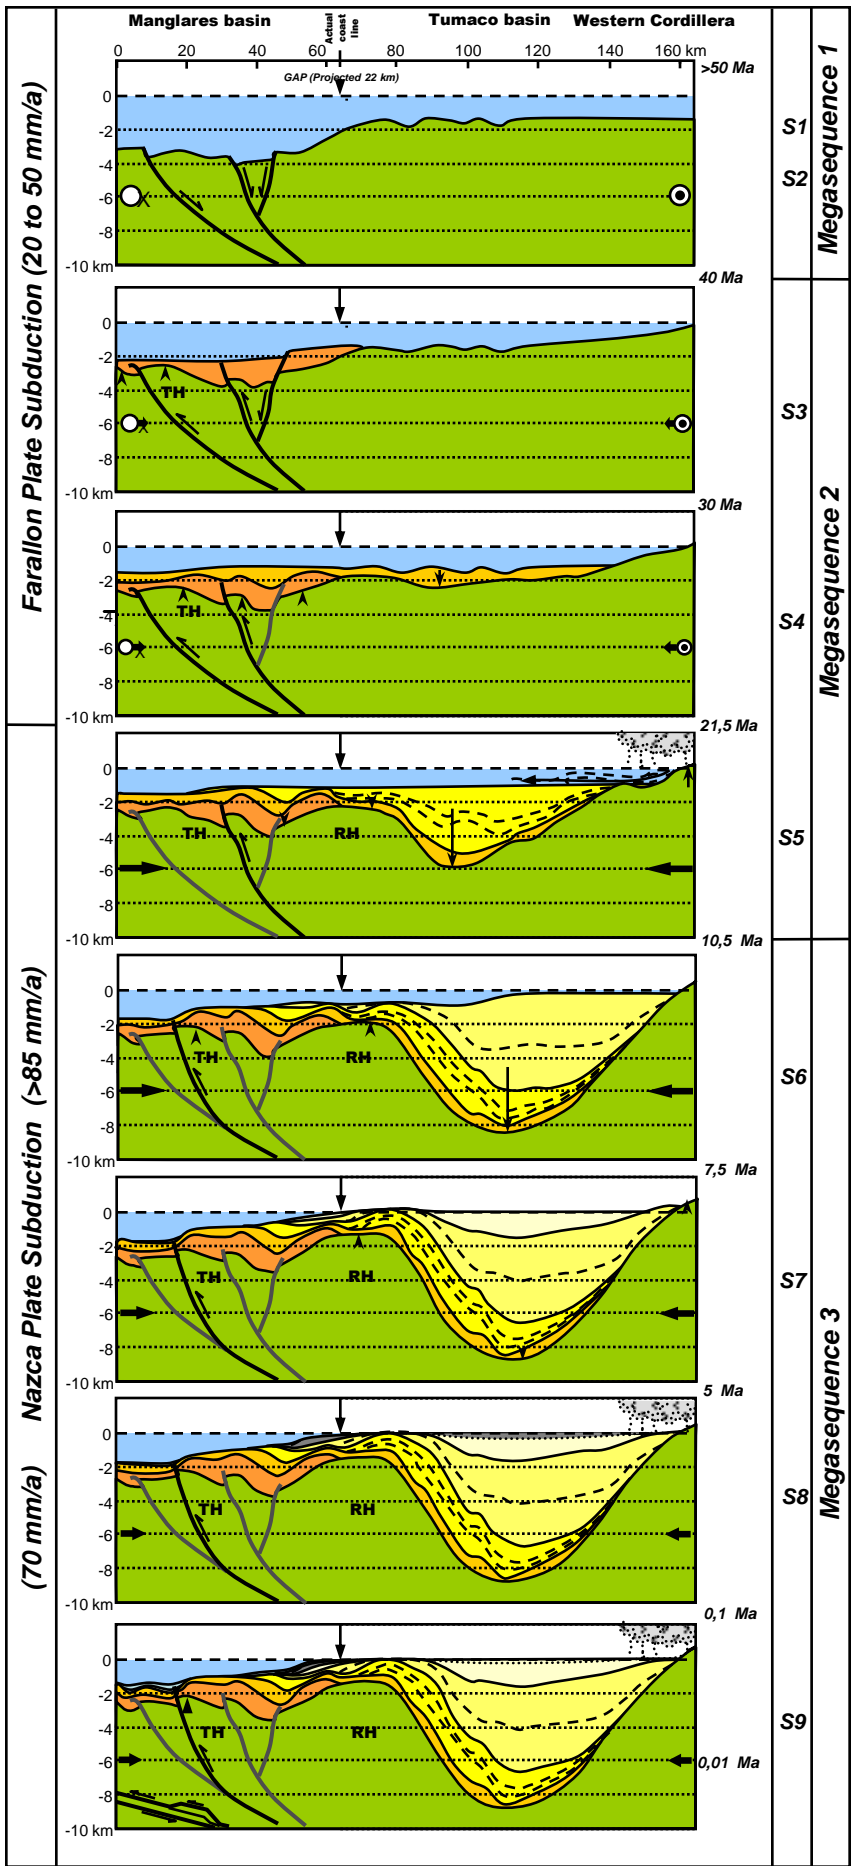 Manglares basin
Actual
coast
line
Tumaco basin
Western Cordillera
0 20 40 60 80 100 120 140 160 km
>50 Ma
GAP (Projected 22 km)
0
-2
-4
-6
-8
-10 km
X
40 Ma
0
-2
-4
-6
-8
-10 km
TH
X
30 Ma
0
-2
-4
-6
-8
-10 km
TH
X
21,5 Ma
0
-2
-4
-6
-8
-10 km
TH
RH
10,5 Ma
0
-2
-4
-6
-8
-10 km
TH
RH
7,5 Ma
0
-2
-4
-6
-8
-10 km
TH
RH
5 Ma
0
-2
-4
-6
-8
-10 km
TH
RH
0,1 Ma
0
-2
-4
-6
-8
-10 km
TH
RH
0,01 Ma
Farallon Plate Subduction (20 to 50 mm/a)
Nazca Plate Subduction (>85 mm/a)
(70 mm/a)
S1
S2
S3
S4
S5
S6
S7
S8
S9
Megasequence 1
Megasequence 2
Megasequence 3